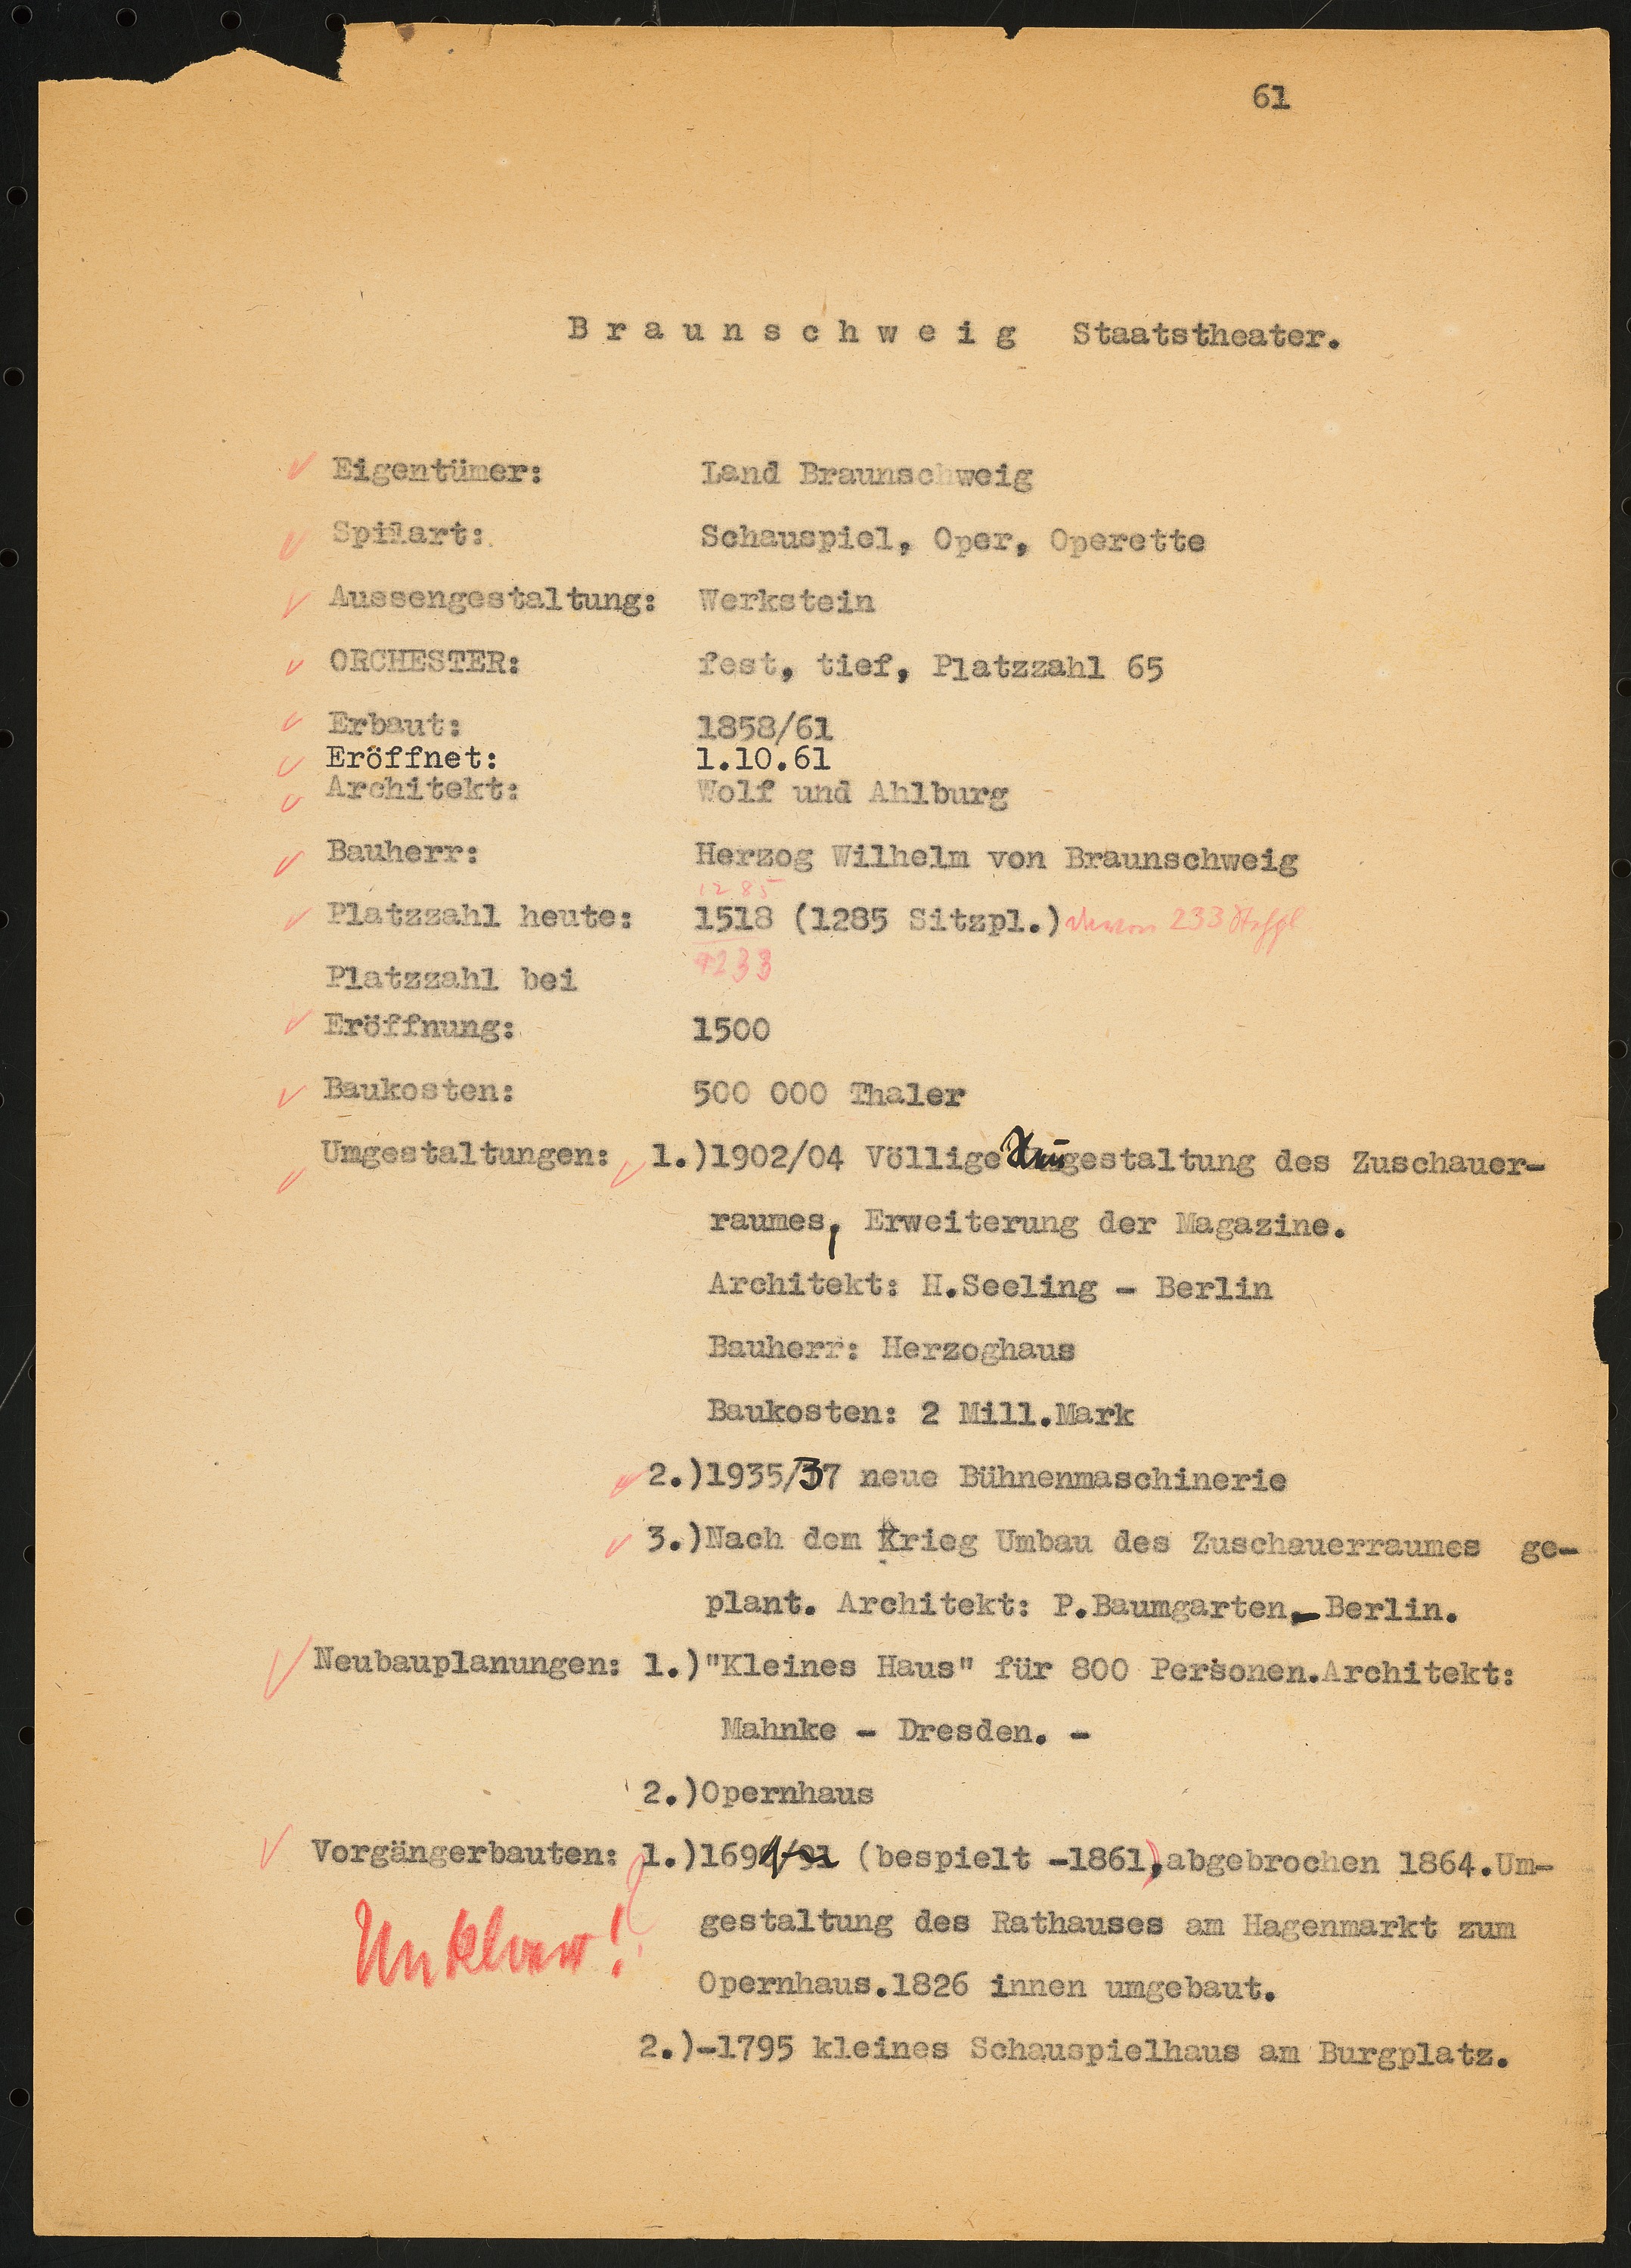 61
Braunschweig Staatstheater.
Eigentümer: Land Braunschweig
Spilart: Schauspiel, Oper, Operette
Aussengestaltung: Werkstein
ORCHESTER: fest, tief, Platzzahl 65
Erbaut: 1858/61
Eröffnet: 1.10.61
Architekt: Wolf und Ahlburg
Bauherr: Herzog Wilhelm von Braunschweig
1285
Platzzahl heute: 1518 (1285 Sitzpl.) davon 233 Stehpl
+233
Platzzahl bei
Eröffnung: 1500
Baukosten: 500 000 Thaler
Umgestaltungen: 1.)1902/04 Völlige Neugestaltung des Zuschauer-
raumes, Erweiterung der Magazine.
Architekt: H.Seeling - Berlin
Bauherr: Herzoghaus
Baukosten: 2 Mill.Mark
2.)1935/37 neue Bühnenmaschinerie
3.)Nach dem Krieg Umbau des Zuschauerraumes ge-
plant. Architekt: P.Baumgarten - Berlin.
Neubauplanungen: 1.)"Kleines Haus" für 800 Personen.Architekt:
Mahnke - Dresden. -
2.)Opernhaus
Vorgängerbauten: 1.) (bespielt -1861), abgebrochen 1864.Um-
gestaltung des Rathauses am Hagenmarkt zum
Unklar!
Opernhaus.1826 innen umgebaut.
2.)-1795 kleines Schauspielhaus am Burgplatz.